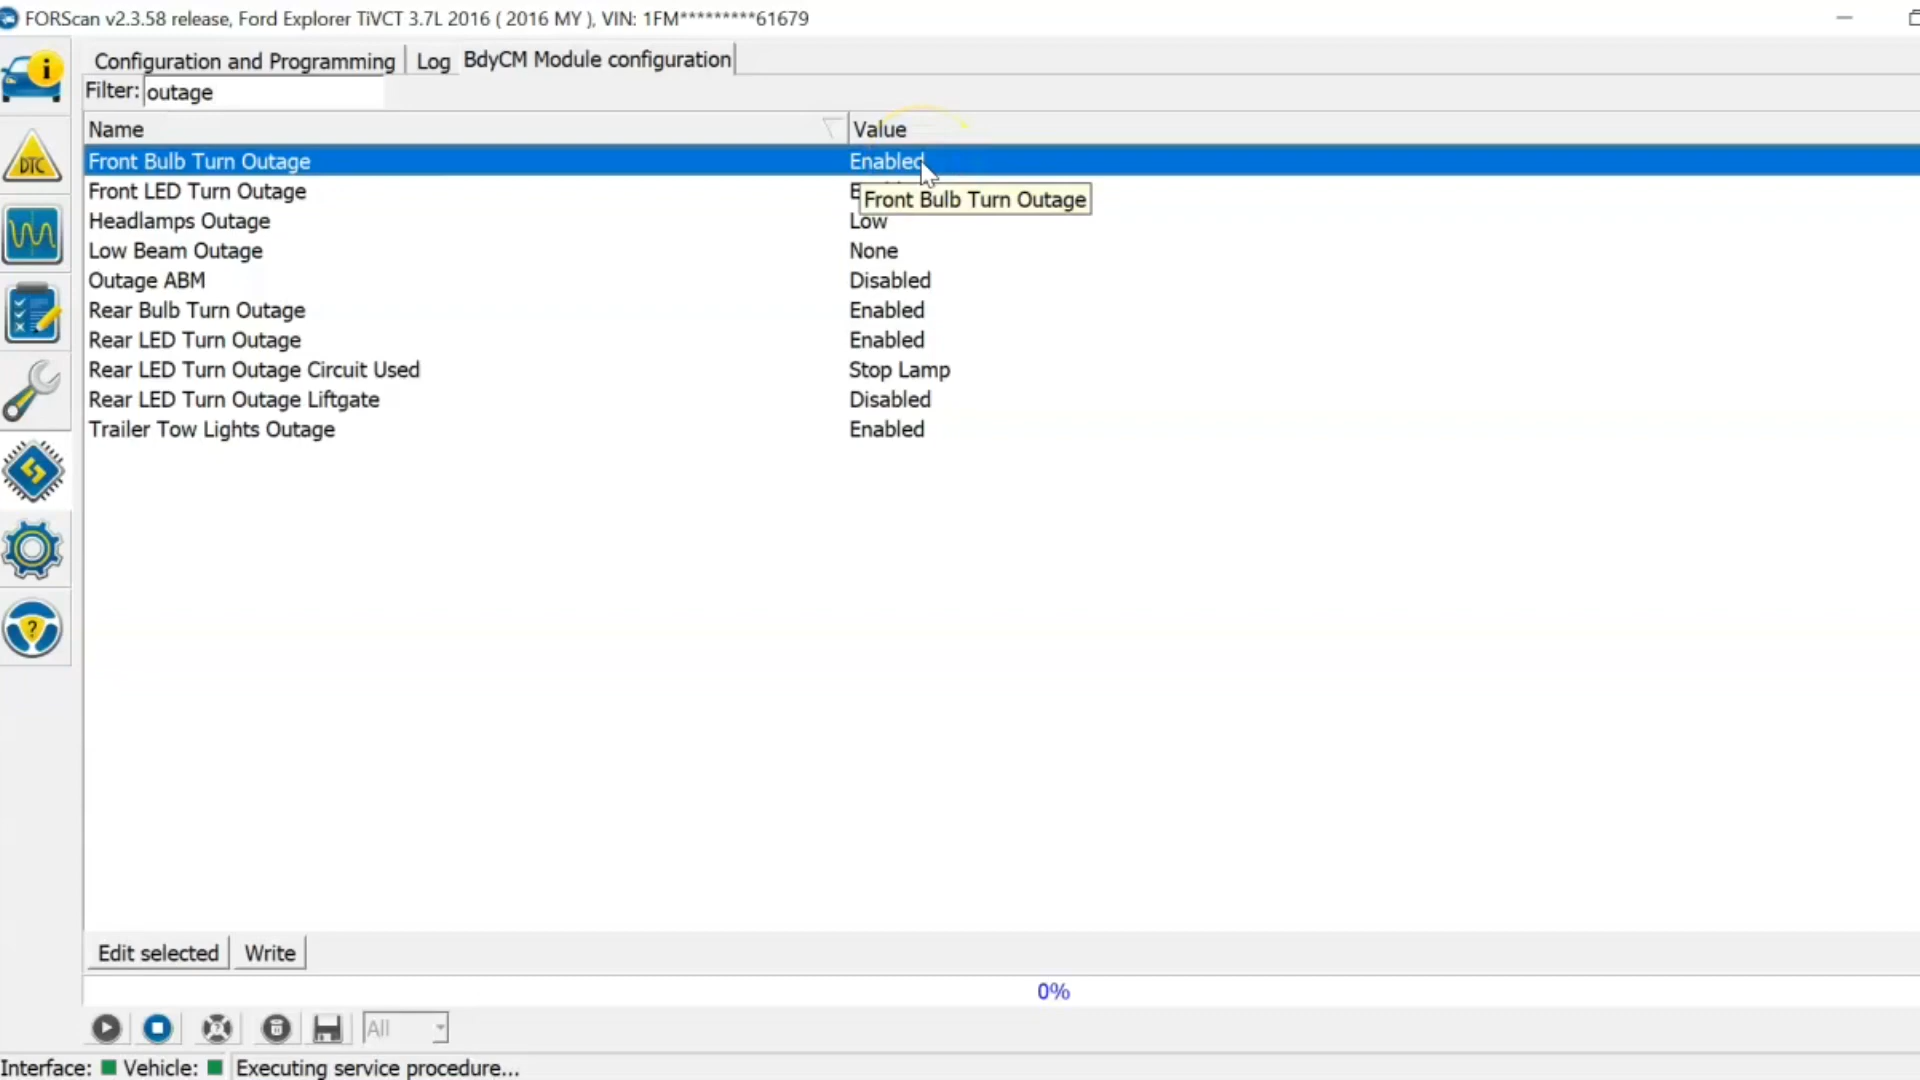 FORScan v2.3.58 release, Ford Explorer TiVCT 3.7L 2016 ( 2016 MY ), VIN: 1FM*********61679
Configuration and Programming Log BdyCM Module configuration
Filter: outage
Name Value
Front Bulb Turn Outage Enabled
Front LED Turn Outage
Front Bulb Turn Outage
Headlamps Outage Low
Low Beam Outage None
Outage ABM Disabled
Rear Bulb Turn Outage Enabled
Rear LED Turn Outage Enabled
Rear LED Turn Outage Circuit Used Stop Lamp
Rear LED Turn Outage Liftgate Disabled
Trailer Tow Lights Outage Enabled
i
DTC
?
Edit selected Write
0%
All
Interface: Vehicle: Executing service procedure...